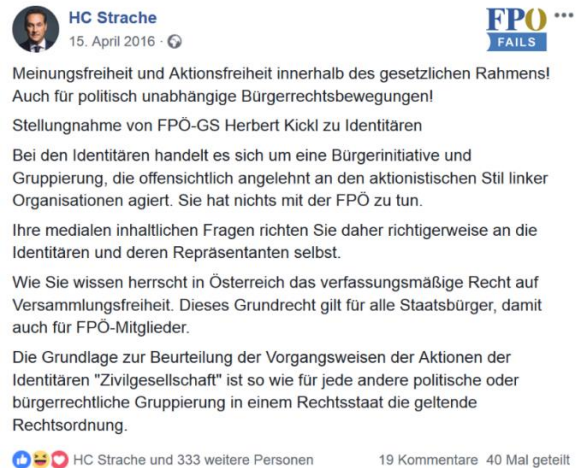 HC Strache
15. April 2016 ·
FPÖ
FAILS
Meinungsfreiheit und Aktionsfreiheit innerhalb des gesetzlichen Rahmens!
Auch für politisch unabhängige Bürgerrechtsbewegungen!
Stellungnahme von FPÖ-GS Herbert Kickl zu Identitären
Bei den Identitären handelt es sich um eine Bürgerinitiative und
Gruppierung, die offensichtlich angelehnt an den aktionistischen Stil linker
Organisationen agiert. Sie hat nichts mit der FPÖ zu tun.
Ihre medialen inhaltlichen Fragen richten Sie daher richtigerweise an die
Identitären und deren Repräsentanten selbst.
Wie Sie wissen herrscht in Österreich das verfassungsmäßige Recht auf
Versammlungsfreiheit. Dieses Grundrecht gilt für alle Staatsbürger, damit
auch für FPÖ-Mitglieder.
Die Grundlage zur Beurteilung der Vorgangsweisen der Aktionen der
Identitären "Zivilgesellschaft" ist so wie für jede andere politische oder
bürgerrechtliche Gruppierung in einem Rechtsstaat die geltende
Rechtsordnung.
HC Strache und 333 weitere Personen
19 Kommentare 40 Mal geteilt